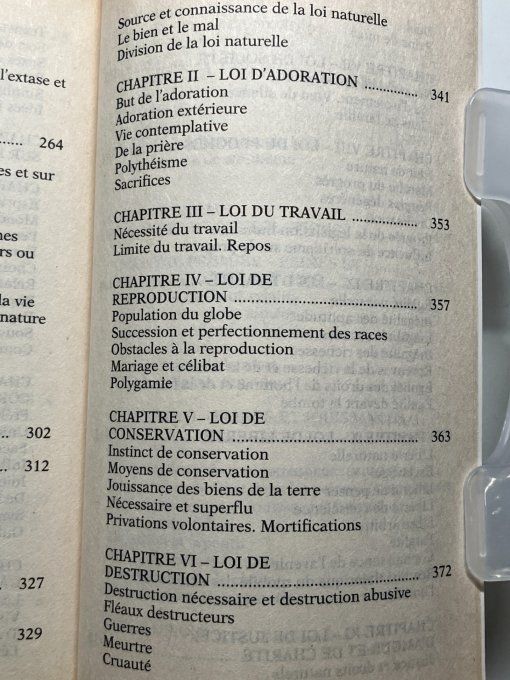 l'extase et
264
es et sur
nes
rs ou
la vie
nature
302
312
327
329
Source et connaissance de la loi naturelle
Le bien et le mal
Division de la loi naturelle
CHAPITRE II – LOI D'ADORATION ............... 341
But de l'adoration
Adoration extérieure
Vie contemplative
De la prière
Polythéisme
Sacrifices
CHAPITRE III – LOI DU TRAVAIL .................. 353
Nécessité du travail
Limite du travail. Repos
CHAPITRE IV – LOI DE
REPRODUCTION .......................................... 357
Population du globe
Succession et perfectionnement des races
Obstacles à la reproduction
Mariage et célibat
Polygamie
CHAPITRE V – LOI DE
CONSERVATION .......................................... 363
Instinct de conservation
Moyens de conservation
Jouissance des biens de la terre
Nécessaire et superflu
Privations volontaires. Mortifications
CHAPITRE VI – LOI DE
DESTRUCTION ............................................ 372
Destruction nécessaire et destruction abusive
Fléaux destructeurs
Guerres
Meurtre
Cruauté